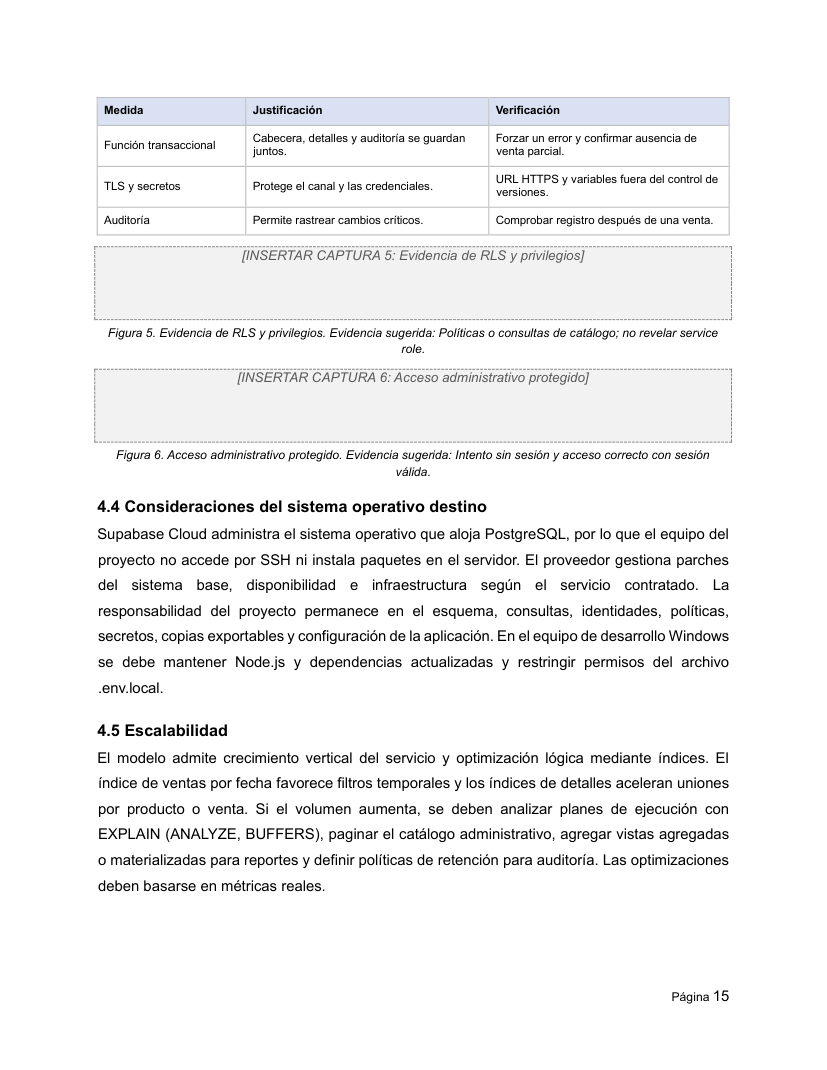 Medida Justificación Verificación
Función transaccional Cabecera, detalles y auditoría se guardan juntos. Forzar un error y confirmar ausencia de venta parcial.
TLS y secretos Protege el canal y las credenciales. URL HTTPS y variables fuera del control de versiones.
Auditoría Permite rastrear cambios críticos. Comprobar registro después de una venta.
[INSERTAR CAPTURA 5: Evidencia de RLS y privilegios]
Figura 5. Evidencia de RLS y privilegios. Evidencia sugerida: Políticas o consultas de catálogo; no revelar service
role.
[INSERTAR CAPTURA 6: Acceso administrativo protegido]
Figura 6. Acceso administrativo protegido. Evidencia sugerida: Intento sin sesión y acceso correcto con sesión
válida.
4.4 Consideraciones del sistema operativo destino
Supabase Cloud administra el sistema operativo que aloja PostgreSQL, por lo que el equipo del
proyecto no accede por SSH ni instala paquetes en el servidor. El proveedor gestiona parches
del sistema base, disponibilidad e infraestructura según el servicio contratado. La
responsabilidad del proyecto permanece en el esquema, consultas, identidades, políticas,
secretos, copias exportables y configuración de la aplicación. En el equipo de desarrollo Windows
se debe mantener Node.js y dependencias actualizadas y restringir permisos del archivo
.env.local.
4.5 Escalabilidad
El modelo admite crecimiento vertical del servicio y optimización lógica mediante índices. El
índice de ventas por fecha favorece filtros temporales y los índices de detalles aceleran uniones
por producto o venta. Si el volumen aumenta, se deben analizar planes de ejecución con
EXPLAIN (ANALYZE, BUFFERS), paginar el catálogo administrativo, agregar vistas agregadas
o materializadas para reportes y definir políticas de retención para auditoría. Las optimizaciones
deben basarse en métricas reales.
Página 15